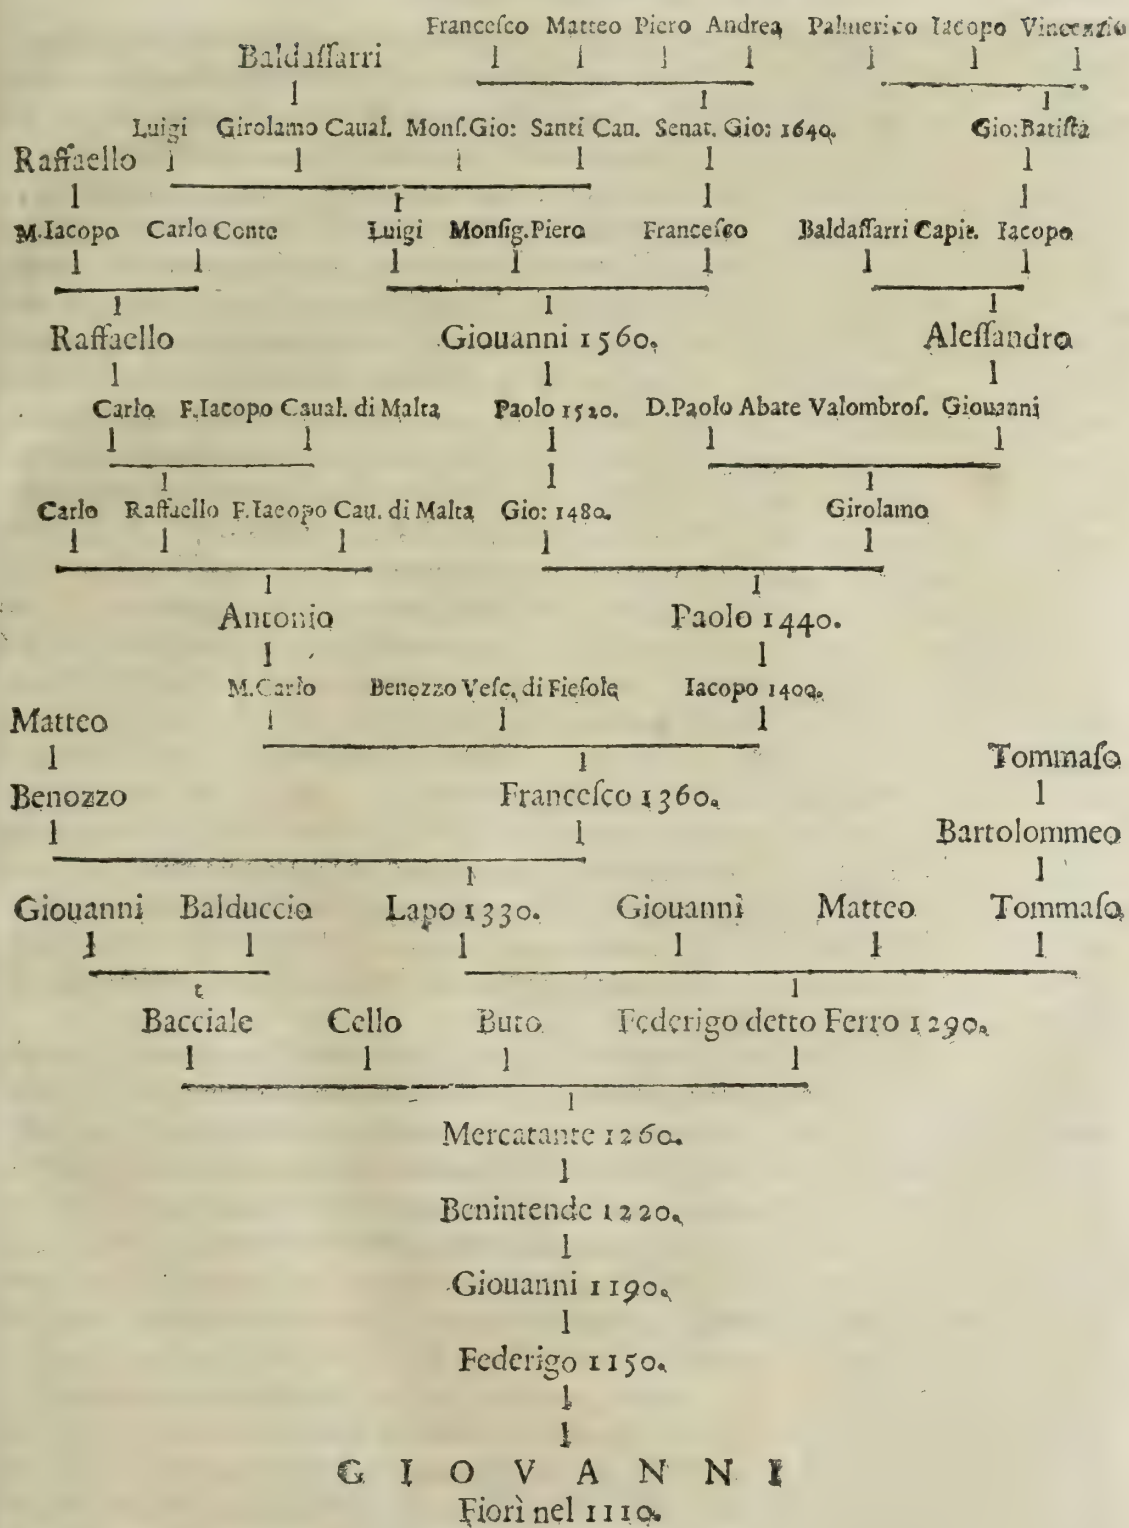 Franceſco Matteo Piero Andrea Palmerico Iacopo Vincenzio
Baldaſſarri
Luigi Girolamo Caual. Monſ.Gio: Santi Can. Senat. Gio: 1640. Gio:Batiſta
Raffaello
M.Iacopo Carlo Conte Luigi Monſig.Piero Franceſco Baldaſſarri Capit. Iacopo
Raffaello Giouanni 1560. Aleſſandro
Carlo F.Iacopo Caual. di Malta Paolo 1520. D.Paolo Abate Valombroſ. Giouanni
Carlo Raffaello F.Iacopo Cau. di Malta Gio: 1480. Girolamo
Antonio Paolo 1440.
M.Carlo Benozzo Veſc. di Fieſole Iacopo 1400.
Matteo
Tommaſo
Benozzo Franceſco 1360.
Bartolommeo
Giouanni Balduccio Lapo 1330. Giouanni Matteo Tommaſo
Bacciale Cello Buto Federigo detto Ferro 1290.
Mercatante 1260.
Benintende 1220.
Giouanni 1190.
Federigo 1150.
GIOVANNI
Fiorì nel 1110.